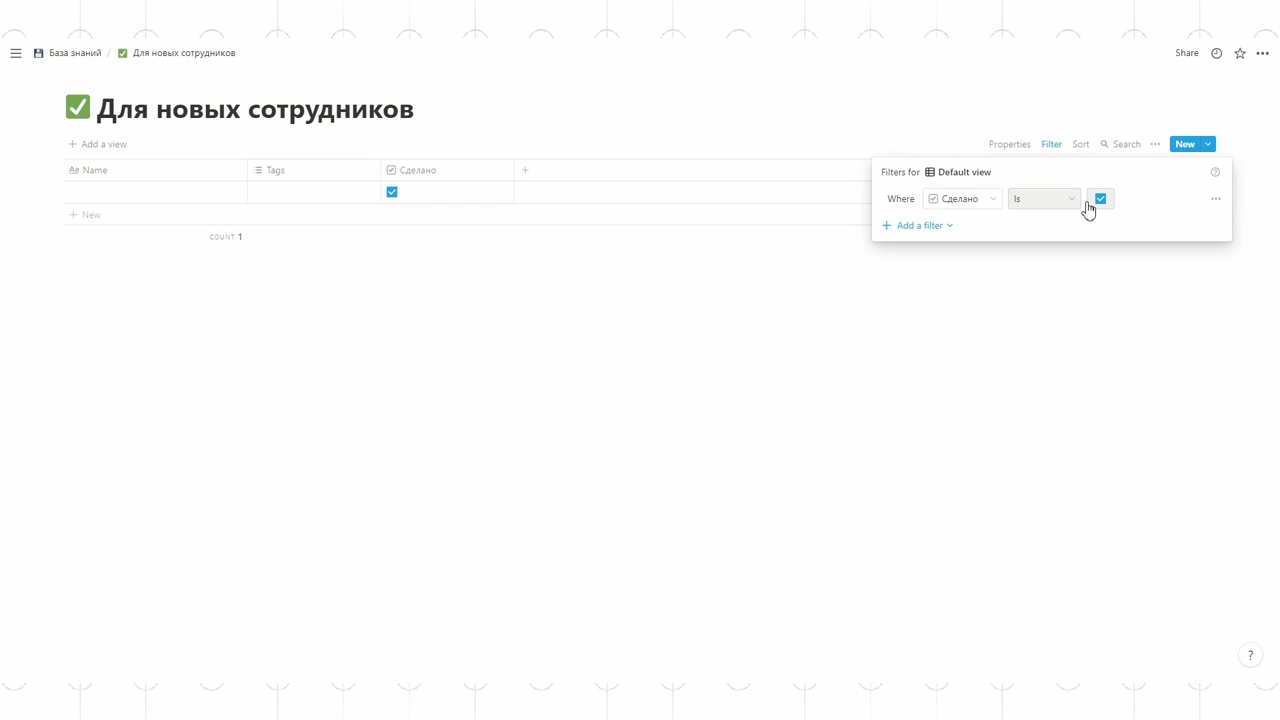 База знаний / Для новых сотрудников
Share
Для новых сотрудников
Add a view
Properties Filter Sort Search New
Aa Name Tags Сделано
New
COUNT 1
Filters for Default view
Where Сделано Is
Add a filter
?